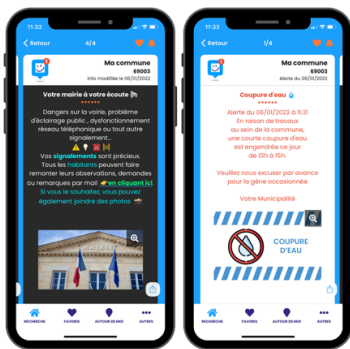 11:33
Retour
4/4
Ma commune
69003
Info modifiée le 06/01/2022
Votre mairie à votre écoute
******
Dangers sur la voirie, problème
d'éclairage public , dysfonctionnement
réseau téléphonique ou tout autre
signalement...
Vos signalements sont précieux.
Tous les habitants peuvent faire
remonter leurs observations, demandes
ou remarques par mail en cliquant ici.
Si vous le souhaitez, vous pouvez
également joindre des photos
RECHERCHE
FAVORIS
AUTOUR DE MOI
AUTRES
11:33
Retour
1/4
Ma commune
69003
Alerte du 06/01/2022
Coupure d'eau
******
Alerte du 06/01/2022 à 11:31
En raison de travaux
au sein de la commune,
une courte coupure d'eau
est engendrée ce jour
de 13h à 15h.
Veuillez nous excuser par avance
pour la gêne occasionnée
Votre Municipalité
COUPURE
D'EAU
RECHERCHE
FAVORIS
AUTOUR DE MOI
AUTRES